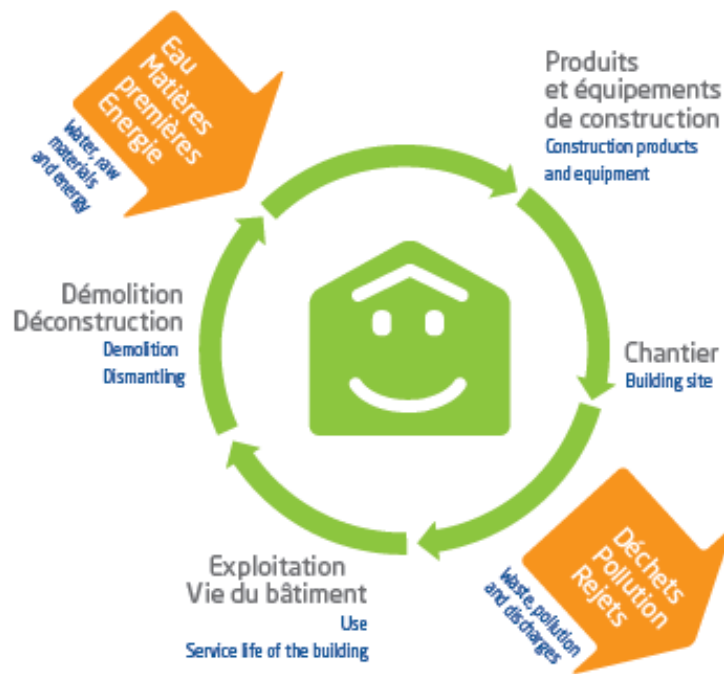 Eau
Matières
premières
Energie
Water, raw
materials
and energy
Produits
et équipements
de construction
Construction products
and equipment
Chantier
Building site
Déchets
Pollution
Rejets
Waste, pollution
and discharges
Exploitation
Vie du bâtiment
Use
Service life of the building
Démolition
Déconstruction
Demolition
Dismantling